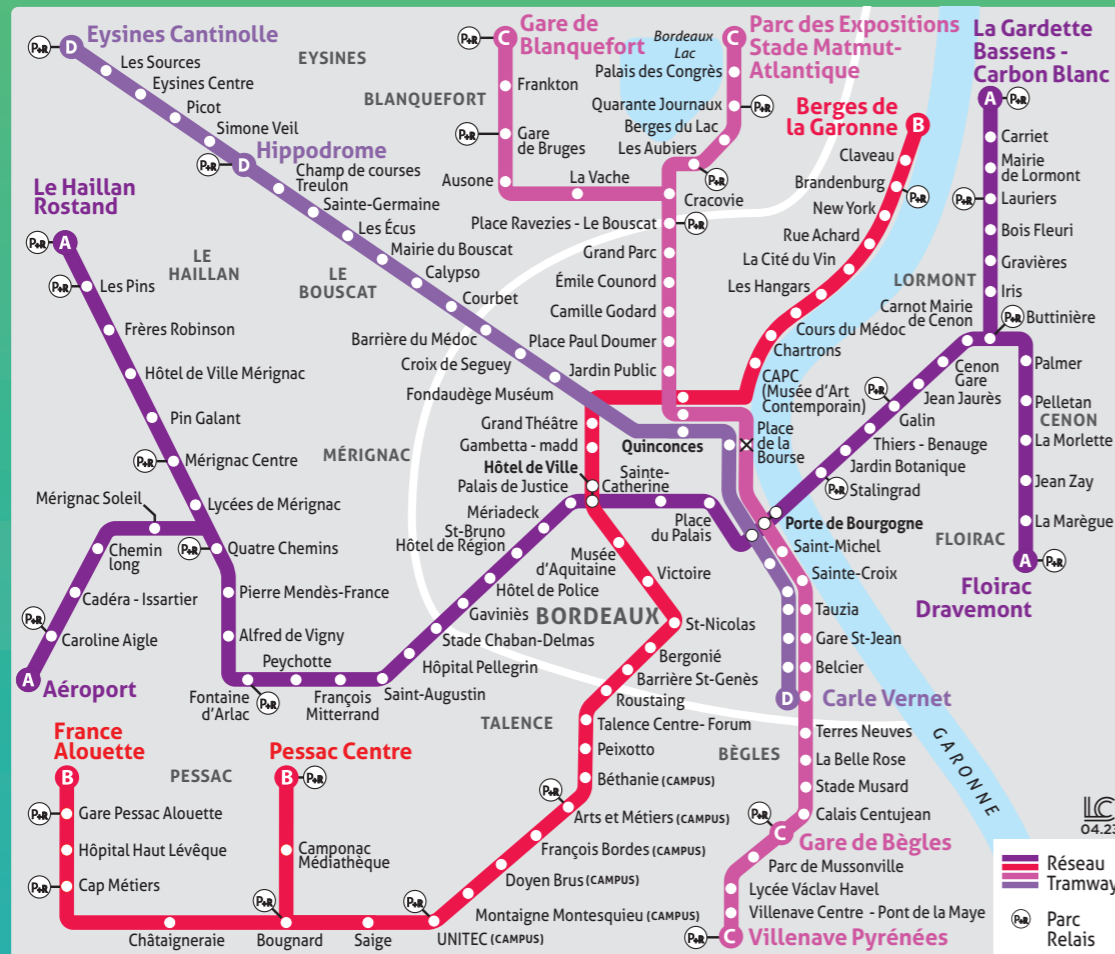 Eysines Cantinolle
P+R
D
Les Sources
Eysines Centre
Picot
Simone Veil
P+R
D
Hippodrome
Champ de courses
Treulon
Sainte-Germaine
Les Écus
Mairie du Bouscat
Calypso
Courbet
Barrière du Médoc
Croix de Seguey
Fondaudège Muséum
EYSINES
BLANQUEFORT
LE
HAILLAN
LE
BOUSCAT
MÉRIGNAC
P+R
C
Gare de
Blanquefort
Frankton
P+R
Gare
de Bruges
Ausone
La Vache
Cracovie
C
Parc des Expositions
Stade Matmut-
Atlantique
Bordeaux
Lac
Palais des Congrès
Quarante Journaux
P+R
Berges du Lac
Les Aubiers
P+R
Place Ravezies - Le Bouscat
P+R
Grand Parc
Émile Counord
Camille Godard
Place Paul Doumer
Jardin Public
Berges de
la Garonne
B
Claveau
Brandenburg
P+R
New York
Rue Achard
La Cité du Vin
Les Hangars
Cours du Médoc
Chartrons
CAPC
(Musée d'Art
Contemporain)
La Gardette
Bassens -
Carbon Blanc
A
P+R
Carriet
Mairie
de Lormont
P+R
Lauriers
Bois Fleuri
Gravières
Iris
LORMONT
Carnot Mairie
de Cenon
P+R
Buttinière
Palmer
Pelletan
CENON
La Morlette
Jean Zay
La Marègue
FLOIRAC
A
P+R
Floirac
Dravemont
Cenon
Gare
Jean Jaurès
P+R
Galin
Thiers - Benauge
Jardin Botanique
P+R
Stalingrad
Porte de Bourgogne
Le Haillan
Rostand
P+R
A
P+R
Les Pins
Frères Robinson
Hôtel de Ville Mérignac
Pin Galant
P+R
Mérignac Centre
Lycées de Mérignac
Mérignac Soleil
Chemin
long
P+R
Quatre Chemins
Cadéra - Issartier
P+R
Caroline Aigle
A
Aéroport
Pierre Mendès-France
Alfred de Vigny
Peychotte
Fontaine
d'Arlac
P+R
François
Mitterrand
Saint-Augustin
Hôpital Pellegrin
Stade Chaban-Delmas
Gaviniès
Hôtel de Police
St-Bruno
Hôtel de Région
Mériadeck
Grand Théâtre
Gambetta - madd
Hôtel de Ville
Palais de Justice
Sainte-
Catherine
Quinconces
Place
de la
Bourse
Place
du Palais
Musée
d'Aquitaine
Victoire
BORDEAUX
St-Nicolas
Bergonié
Barrière St-Genès
Roustaing
TALENCE
Talence Centre- Forum
Peixotto
Béthanie (CAMPUS)
P+R
Arts et Métiers (CAMPUS)
François Bordes (CAMPUS)
Doyen Brus (CAMPUS)
Montaigne Montesquieu (CAMPUS)
P+R
UNITEC (CAMPUS)
Saint-Michel
Sainte-Croix
Tauzia
Gare St-Jean
Belcier
D
Carle Vernet
BÈGLES
Terres Neuves
La Belle Rose
Stade Musard
Calais Centujean
P+R
C
Gare de Bègles
Parc de Mussonville
Lycée Václav Havel
Villenave Centre - Pont de la Maye
P+R
C
Villenave Pyrénées
GARONNE
France
Alouette
B
PESSAC
P+R
Gare Pessac Alouette
Hôpital Haut Lévêque
P+R
Cap Métiers
Châtaigneraie
Pessac Centre
B
P+R
Camponac
Médiathèque
P+R
Bougnard
Saige
LC
04.23
Réseau
Tramway
P+R
Parc
Relais